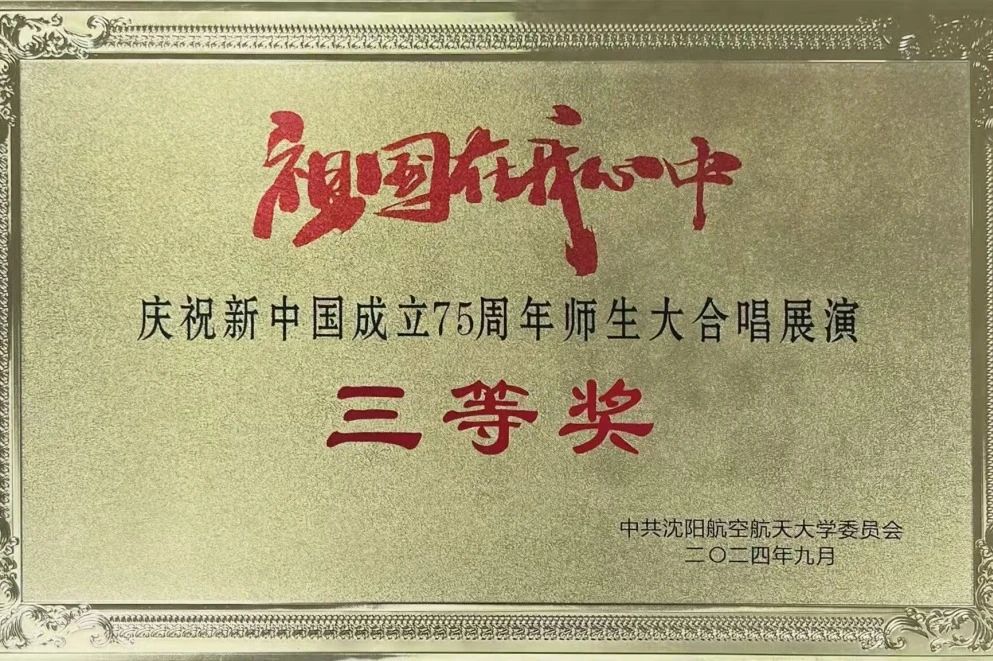 祖国在我心中
庆祝新中国成立75周年师生大合唱展演
三等奖
中共沈阳航空航天大学委员会
二〇二四年九月